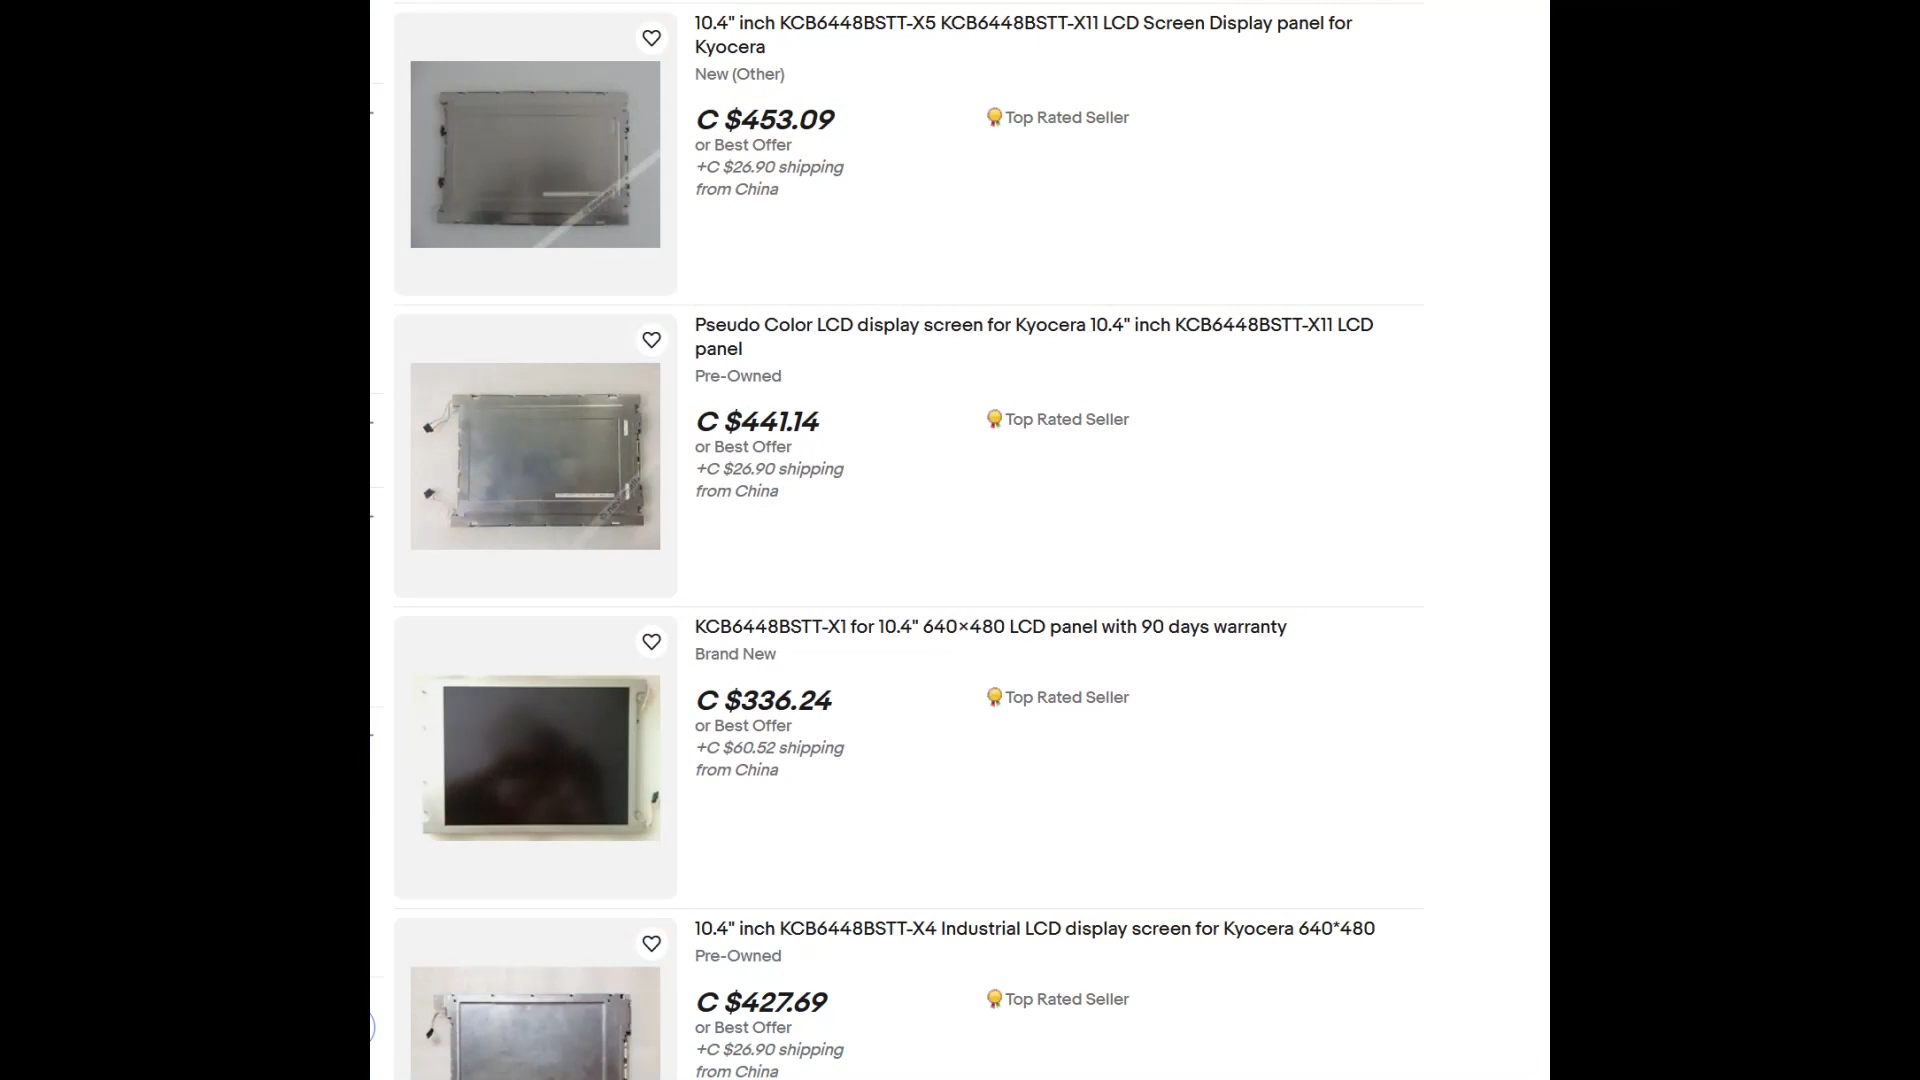 10.4" inch KCB6448BSTT-X5 KCB6448BSTT-X11 LCD Screen Display panel for
Kyocera
New (Other)
C $453.09
Top Rated Seller
or Best Offer
+C $26.90 shipping
from China
Pseudo Color LCD display screen for Kyocera 10.4" inch KCB6448BSTT-X11 LCD
panel
Pre-Owned
C $441.14
Top Rated Seller
or Best Offer
+C $26.90 shipping
from China
KCB6448BSTT-X1 for 10.4" 640×480 LCD panel with 90 days warranty
Brand New
C $336.24
Top Rated Seller
or Best Offer
+C $60.52 shipping
from China
10.4" inch KCB6448BSTT-X4 Industrial LCD display screen for Kyocera 640*480
Pre-Owned
C $427.69
Top Rated Seller
or Best Offer
+C $26.90 shipping
from China